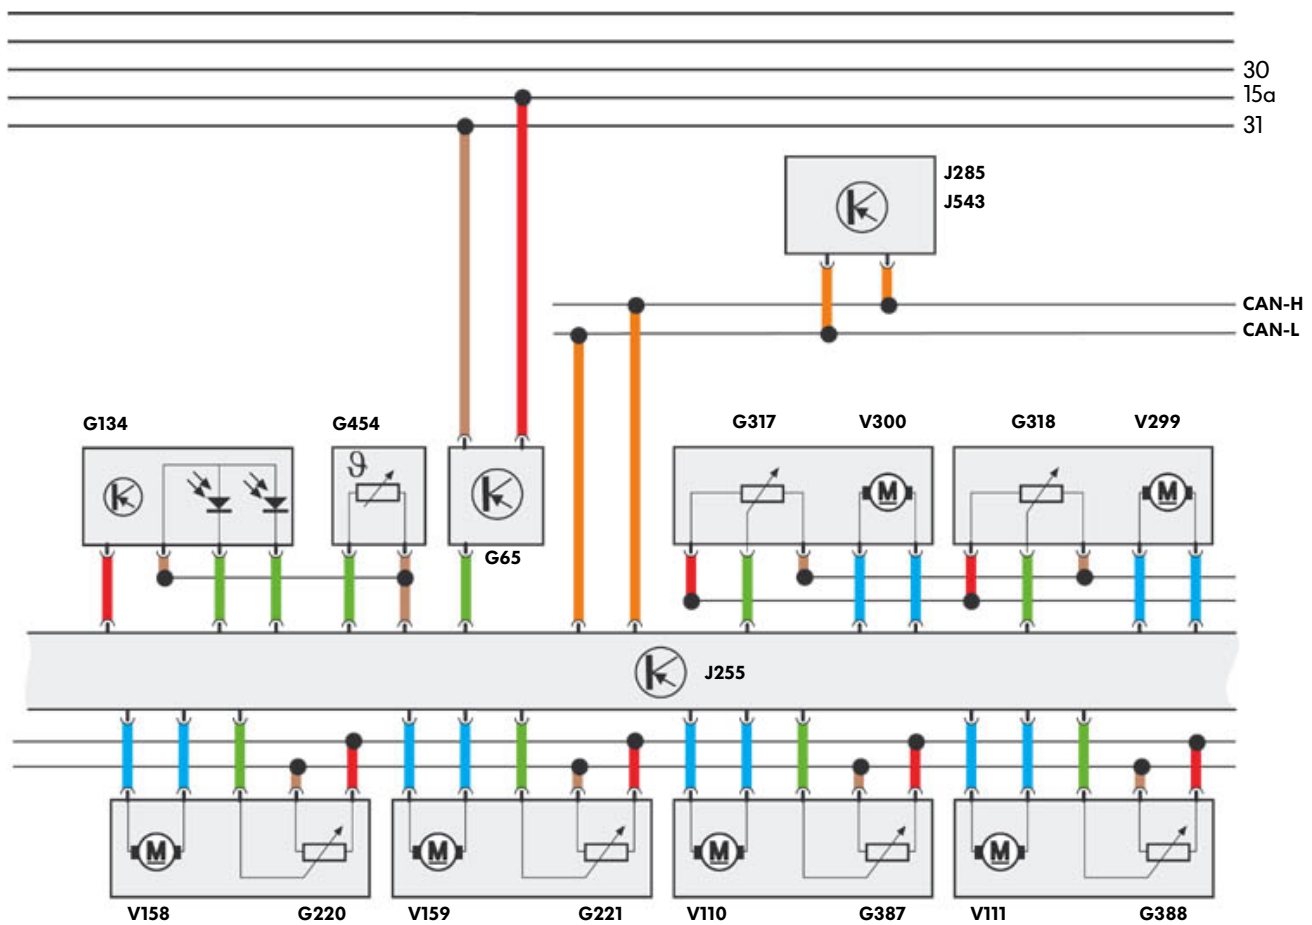 30
15a
31
J285
J543
CAN-H
CAN-L
G134
G454
G317
V300
G318
V299
ϑ
M
M
G65
J255
M
M
M
M
V158
G220
V159
G221
V110
G387
V111
G388